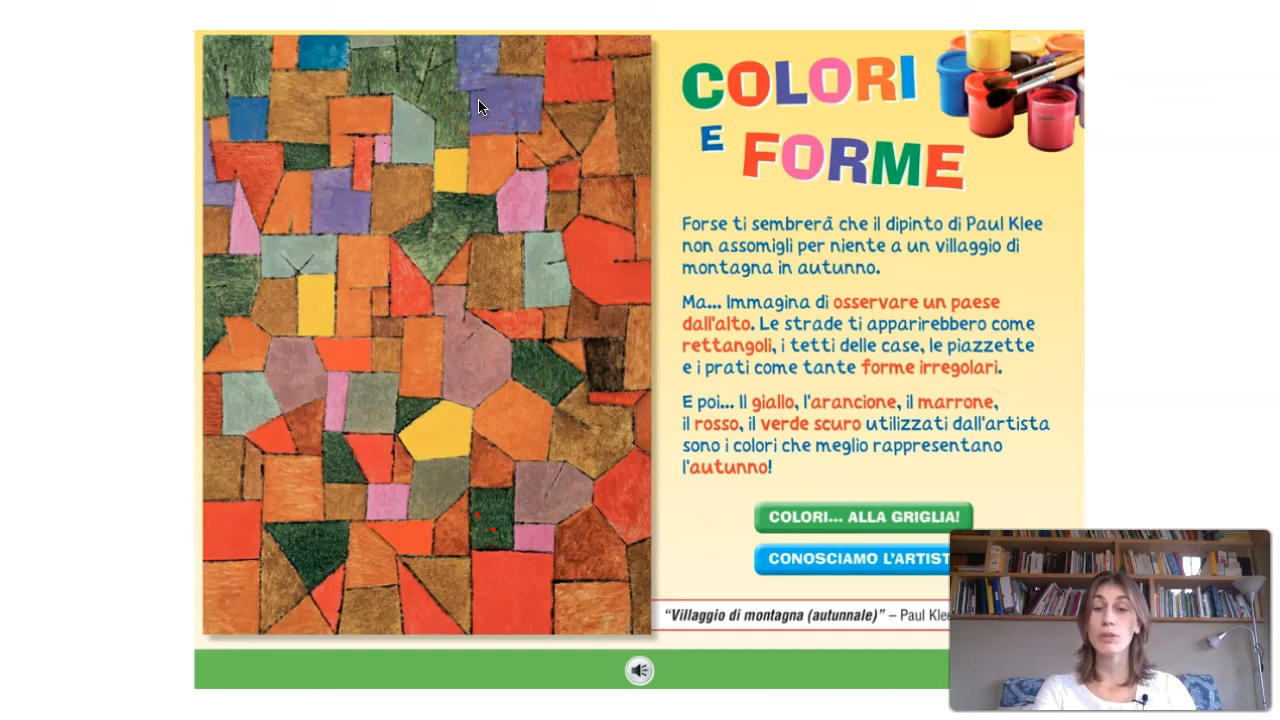 COLORI
E
FORME
Forse ti sembrerà che il dipinto di Paul Klee
non assomigli per niente a un villaggio di
montagna in autunno.
Ma... Immagina di osservare un paese
dall'alto. Le strade ti apparirebbero come
rettangoli, i tetti delle case, le piazzette
e i prati come tante forme irregolari.
E poi... Il giallo, l'arancione, il marrone,
il rosso, il verde scuro utilizzati dall'artista
sono i colori che meglio rappresentano
l'autunno!
COLORI... ALLA GRIGLIA!
CONOSCIAMO L'ARTIST
“Villaggio di montagna (autunnale)” – Paul Klee